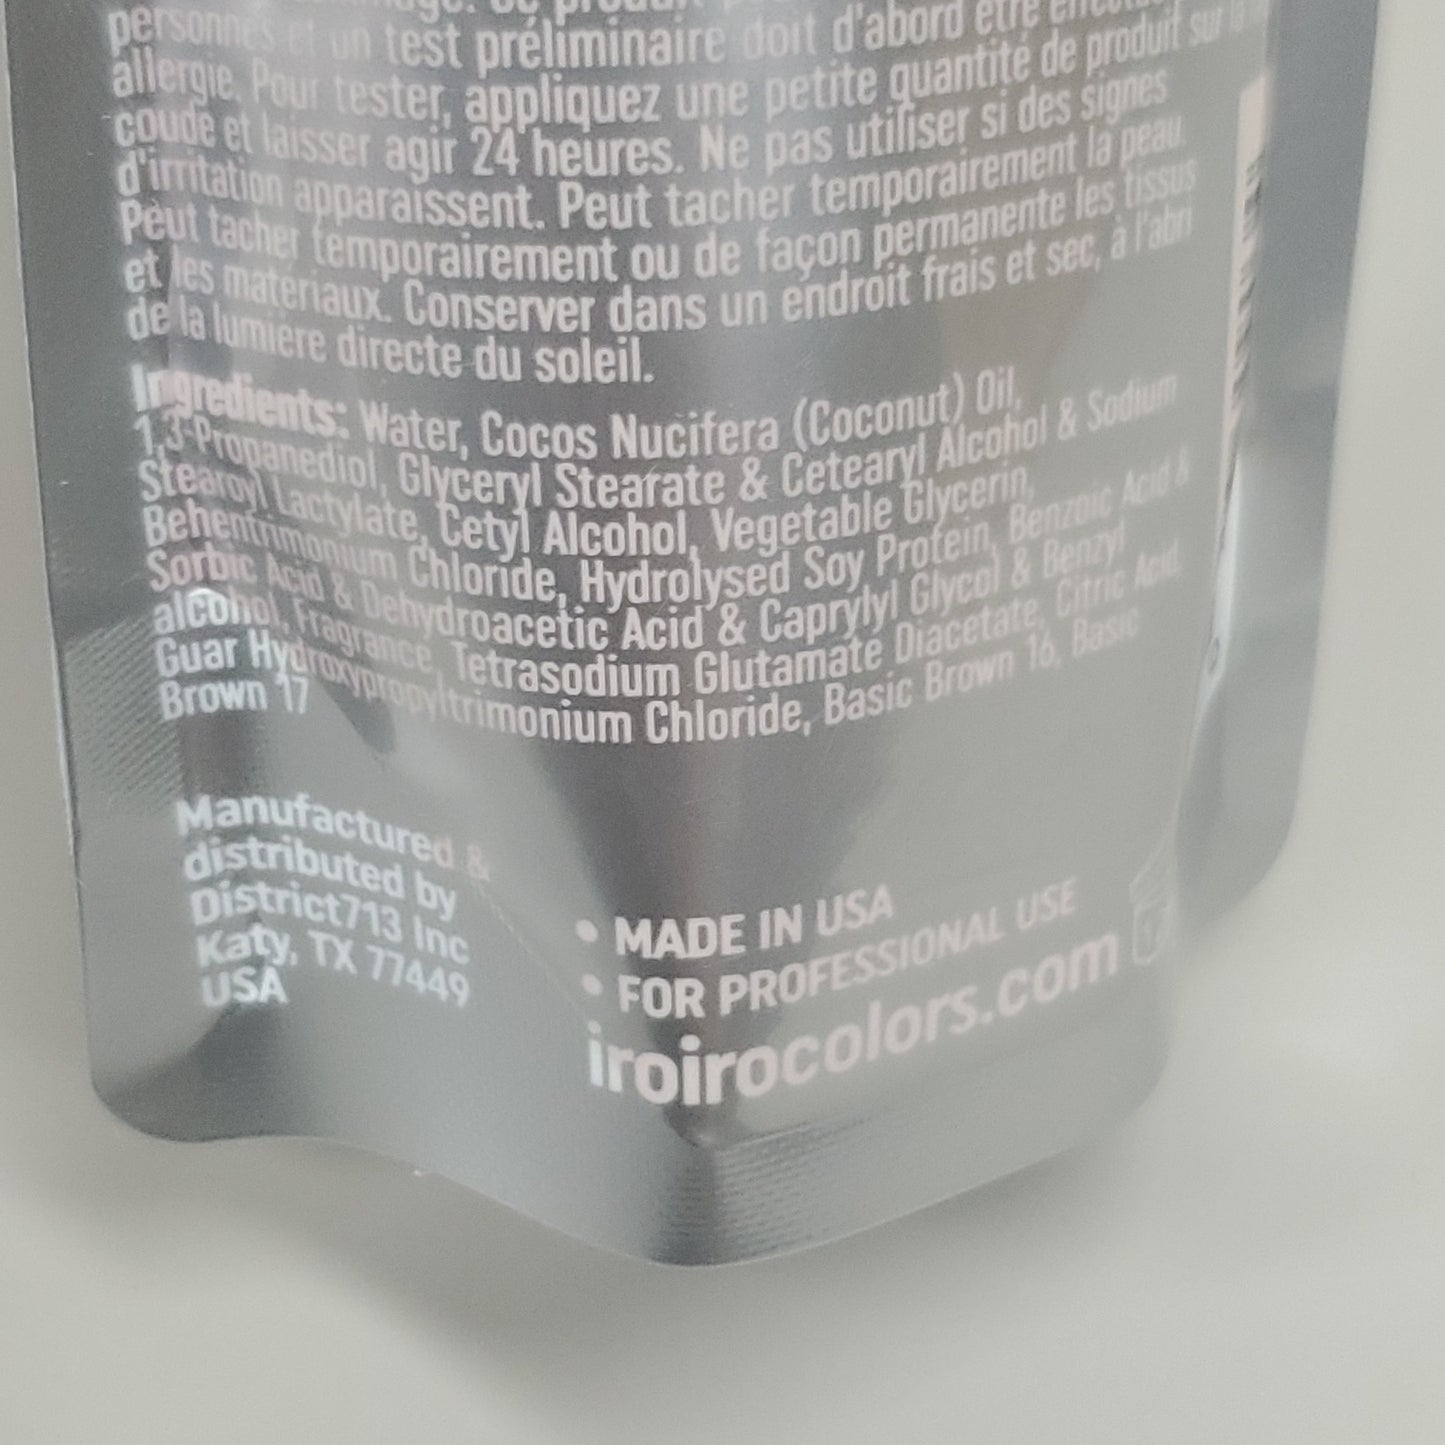 personnes et un test préliminaire doit d'abord être
allergie. Pour tester, appliquez une petite quantité de produit sur
coude et laisser agir 24 heures. Ne pas utiliser si des signes
d'irritation apparaissent. Peut tacher temporairement la peau.
Peut tacher temporairement ou de façon permanente les tissus
et les matériaux. Conserver dans un endroit frais et sec, à l'abri
de la lumière directe du soleil.
Ingredients: Water, Cocos Nucifera (Coconut) Oil,
1,3-Propanediol, Glyceryl Stearate & Cetearyl Alcohol & Sodium
Stearoyl Lactylate, Cetyl Alcohol, Vegetable Glycerin,
Behentrimonium Chloride, Hydrolysed Soy Protein, Benzoic Acid &
Sorbic Acid & Dehydroacetic Acid & Caprylyl Glycol & Benzyl
alcohol, Fragrance, Tetrasodium Glutamate Diacetate, Citric Acid,
Guar Hydroxypropyltrimonium Chloride, Basic Brown 16, Basic
Brown 17
Manufactured &
distributed by
District713 Inc
Katy, TX 77449
USA
• MADE IN USA
• FOR PROFESSIONAL USE
iroirocolors.com